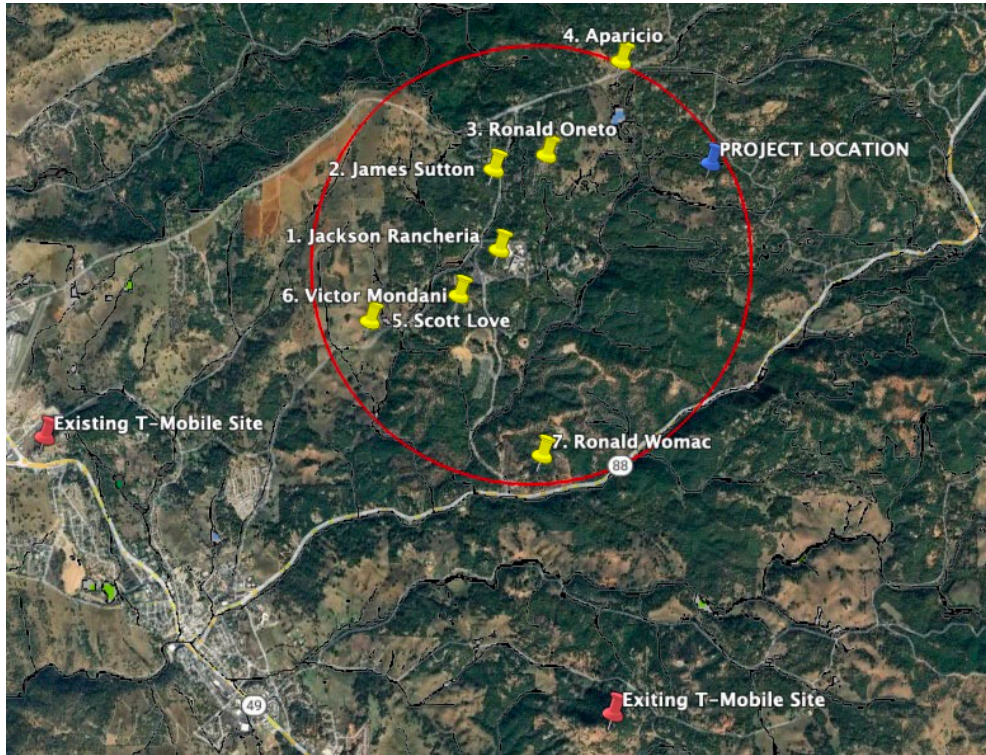 4. Aparicio
3. Ronald Oneto
PROJECT LOCATION
2. James Sutton
1. Jackson Rancheria
6. Victor Mondani
5. Scott Love
Existing T-Mobile Site
7. Ronald Womac
88
Exiting T-Mobile Site
49